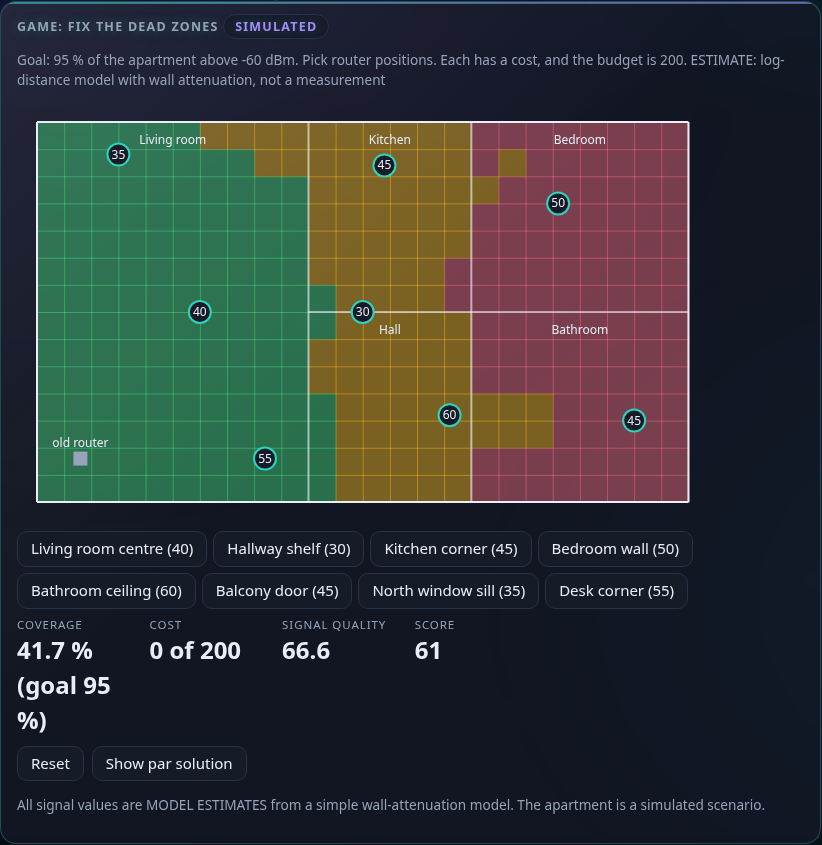 GAME: FIX THE DEAD ZONES SIMULATED
Goal: 95 % of the apartment above -60 dBm. Pick router positions. Each has a cost, and the budget is 200. ESTIMATE: log-
distance model with wall attenuation, not a measurement
Living room Kitchen Bedroom
35
45
50
40
30
Hall Bathroom
60
45
old router
55
Living room centre (40) Hallway shelf (30) Kitchen corner (45) Bedroom wall (50)
Bathroom ceiling (60) Balcony door (45) North window sill (35) Desk corner (55)
COVERAGE COST SIGNAL QUALITY SCORE
41.7 % 0 of 200 66.6 61
(goal 95
%)
Reset Show par solution
All signal values are MODEL ESTIMATES from a simple wall-attenuation model. The apartment is a simulated scenario.